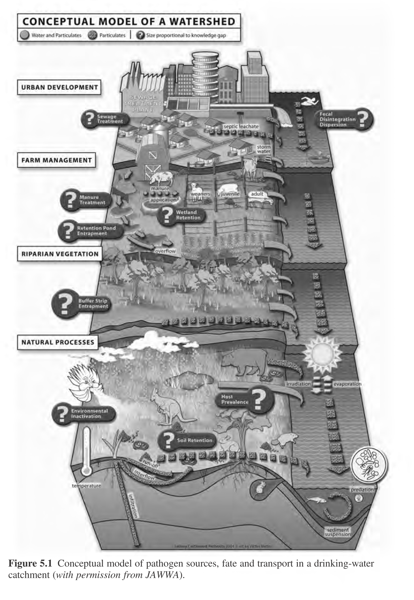 CONCEPTUAL MODEL OF A WATERSHED
Water and Particulates | Particulates | ? Size proportional to knowledge gap
URBAN DEVELOPMENT
? Sewage
Treatment
Fecal
Disintegration
Dispersion ?
septic leachate
storm
water
FARM MANAGEMENT
application
juvenile
adult
? Manure
Treatment
? Wetland
Retention
? Retention Pond
Entrapment
overflow
RIPARIAN VEGETATION
? Buffer Strip
Entrapment
NATURAL PROCESSES
irradiation
evaporation
Host
Prevalence ?
? Environmental
Inactivation
? Soil Retention
temperature
infiltration
sediment
suspension
Figure 5.1 Conceptual model of pathogen sources, fate and transport in a drinking-water
catchment (with permission from JAWWA).